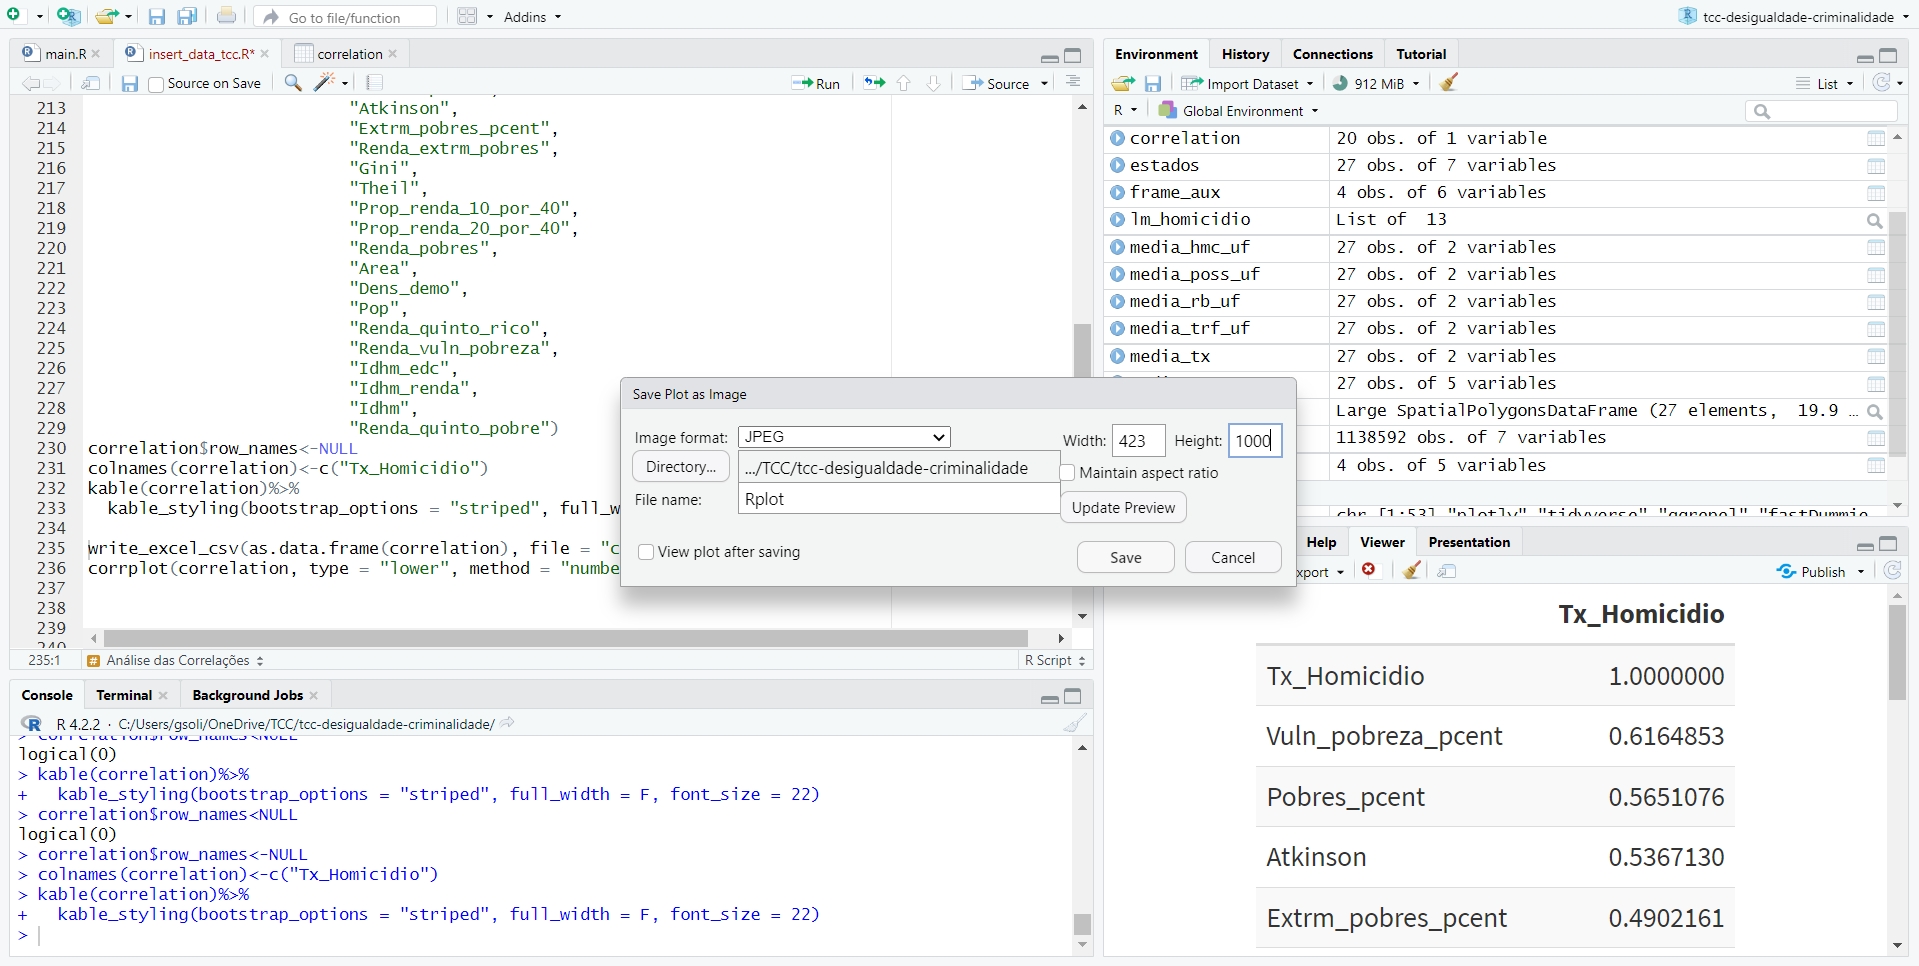 Go to file/function
Addins
tcc-desigualdade-criminalidade
main.R
insert_data_tcc.R*
correlation
Source on Save
Run
Source
213 "Atkinson",
214 "Extrm_pobres_pcent",
215 "Renda_extrm_pobres",
216 "Gini",
217 "Theil",
218 "Prop_renda_10_por_40",
219 "Prop_renda_20_por_40",
220 "Renda_pobres",
221 "Area",
222 "Dens_demo",
223 "Pop",
224 "Renda_quinto_rico",
225 "Renda_vuln_pobreza",
226 "Idhm_edc",
227 "Idhm_renda",
228 "Idhm",
229 "Renda_quinto_pobre")
230 correlation$row_names<-NULL
231 colnames(correlation)<-c("Tx_Homicidio")
232 kable(correlation)%>%
233 kable_styling(bootstrap_options = "striped", full_w
234
235 write_excel_csv(as.data.frame(correlation), file = "c
236 corrplot(correlation, type = "lower", method = "numbe
237
238
239
240
235:1 # Análise das Correlações R Script
Save Plot as Image
Image format: JPEG
Width: 423 Height: 1000
Directory... .../TCC/tcc-desigualdade-criminalidade
Maintain aspect ratio
File name: Rplot
Update Preview
View plot after saving
Save Cancel
Console Terminal Background Jobs
R 4.2.2 · C:/Users/gsoli/OneDrive/TCC/tcc-desigualdade-criminalidade/
> correlation$row_names<NULL
logical(0)
> kable(correlation)%>%
+ kable_styling(bootstrap_options = "striped", full_width = F, font_size = 22)
> correlation$row_names<NULL
logical(0)
> correlation$row_names<-NULL
> colnames(correlation)<-c("Tx_Homicidio")
> kable(correlation)%>%
+ kable_styling(bootstrap_options = "striped", full_width = F, font_size = 22)
>
Environment History Connections Tutorial
Import Dataset 912 MiB List
R Global Environment
correlation 20 obs. of 1 variable
estados 27 obs. of 7 variables
frame_aux 4 obs. of 6 variables
lm_homicidio List of 13
media_hmc_uf 27 obs. of 2 variables
media_poss_uf 27 obs. of 2 variables
media_rb_uf 27 obs. of 2 variables
media_trf_uf 27 obs. of 2 variables
media_tx 27 obs. of 2 variables
27 obs. of 5 variables
Large SpatialPolygonsDataFrame (27 elements, 19.9 …
1138592 obs. of 7 variables
4 obs. of 5 variables
chr [1:53] "plotly" "tidyverse" "ggrepel" "fastDummie
Help Viewer Presentation
xport Publish
Tx_Homicidio
Tx_Homicidio 1.0000000
Vuln_pobreza_pcent 0.6164853
Pobres_pcent 0.5651076
Atkinson 0.5367130
Extrm_pobres_pcent 0.4902161